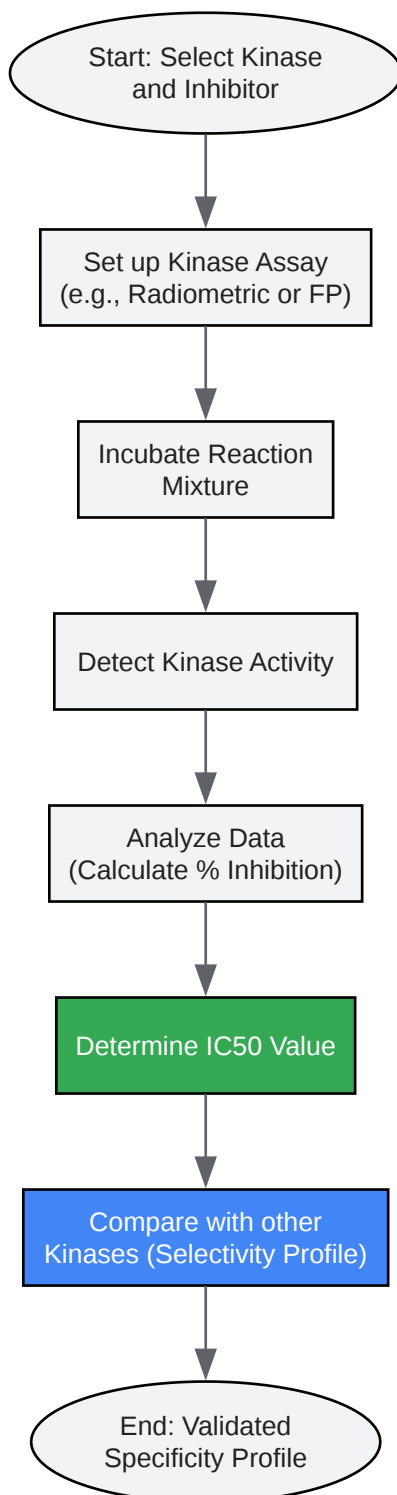 Start: Select Kinase
and Inhibitor
Set up Kinase Assay
(e.g., Radiometric or FP)
Incubate Reaction
Mixture
Detect Kinase Activity
Analyze Data
(Calculate % Inhibition)
Determine IC50 Value
Compare with other
Kinases (Selectivity Profile)
End: Validated
Specificity Profile